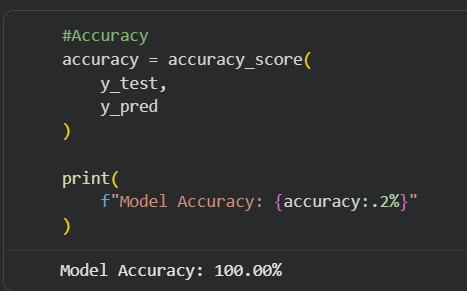 #Accuracy
accuracy = accuracy_score(
    y_test,
    y_pred
)
print(
    f"Model Accuracy: {accuracy:.2%}"
)
Model Accuracy: 100.00%